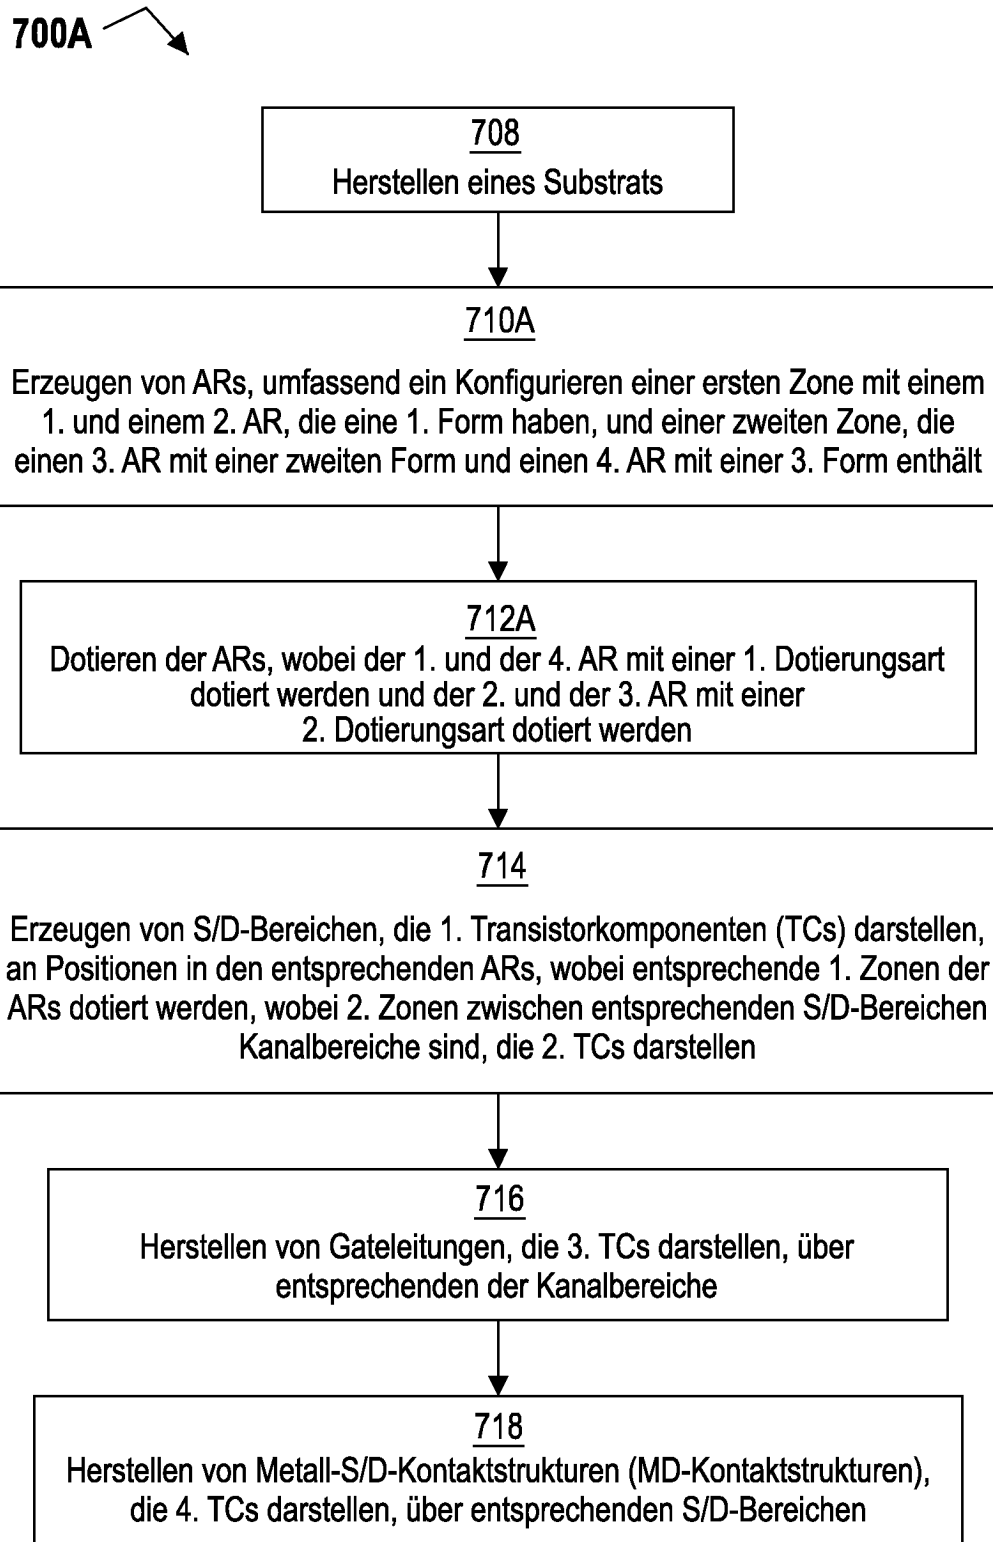 700A
708
Herstellen eines Substrats
710A
Erzeugen von ARs, umfassend ein Konfigurieren einer ersten Zone mit einem
1. und einem 2. AR, die eine 1. Form haben, und einer zweiten Zone, die
einen 3. AR mit einer zweiten Form und einen 4. AR mit einer 3. Form enthält
712A
Dotieren der ARs, wobei der 1. und der 4. AR mit einer 1. Dotierungsart
dotiert werden und der 2. und der 3. AR mit einer
2. Dotierungsart dotiert werden
714
Erzeugen von S/D-Bereichen, die 1. Transistorkomponenten (TCs) darstellen,
an Positionen in den entsprechenden ARs, wobei entsprechende 1. Zonen der
ARs dotiert werden, wobei 2. Zonen zwischen entsprechenden S/D-Bereichen
Kanalbereiche sind, die 2. TCs darstellen
716
Herstellen von Gateleitungen, die 3. TCs darstellen, über
entsprechenden der Kanalbereiche
718
Herstellen von Metall-S/D-Kontaktstrukturen (MD-Kontaktstrukturen),
die 4. TCs darstellen, über entsprechenden S/D-Bereichen